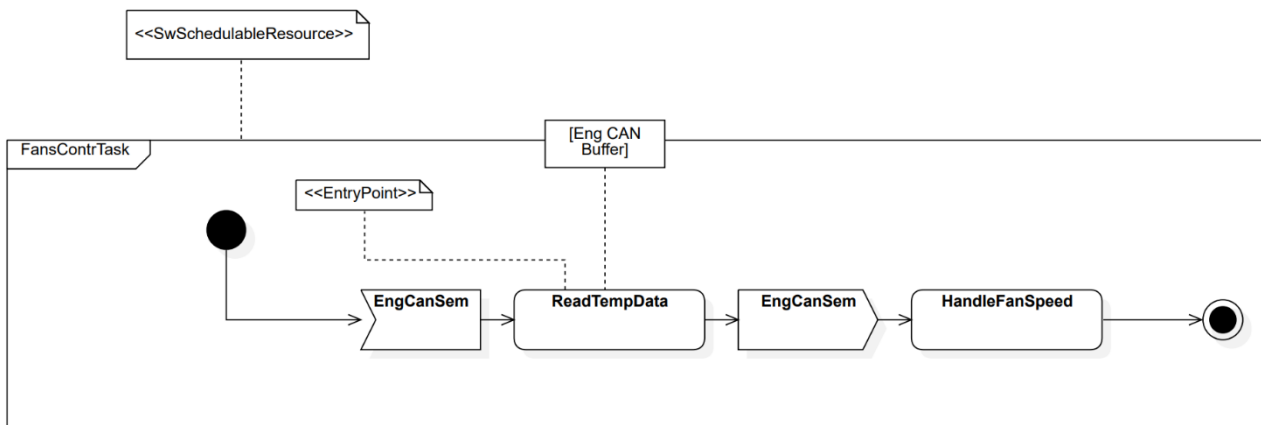 <<SwSchedulableResource>>
[Eng CAN
Buffer]
FansContrTask
<<EntryPoint>>
EngCanSem
ReadTempData
EngCanSem
HandleFanSpeed